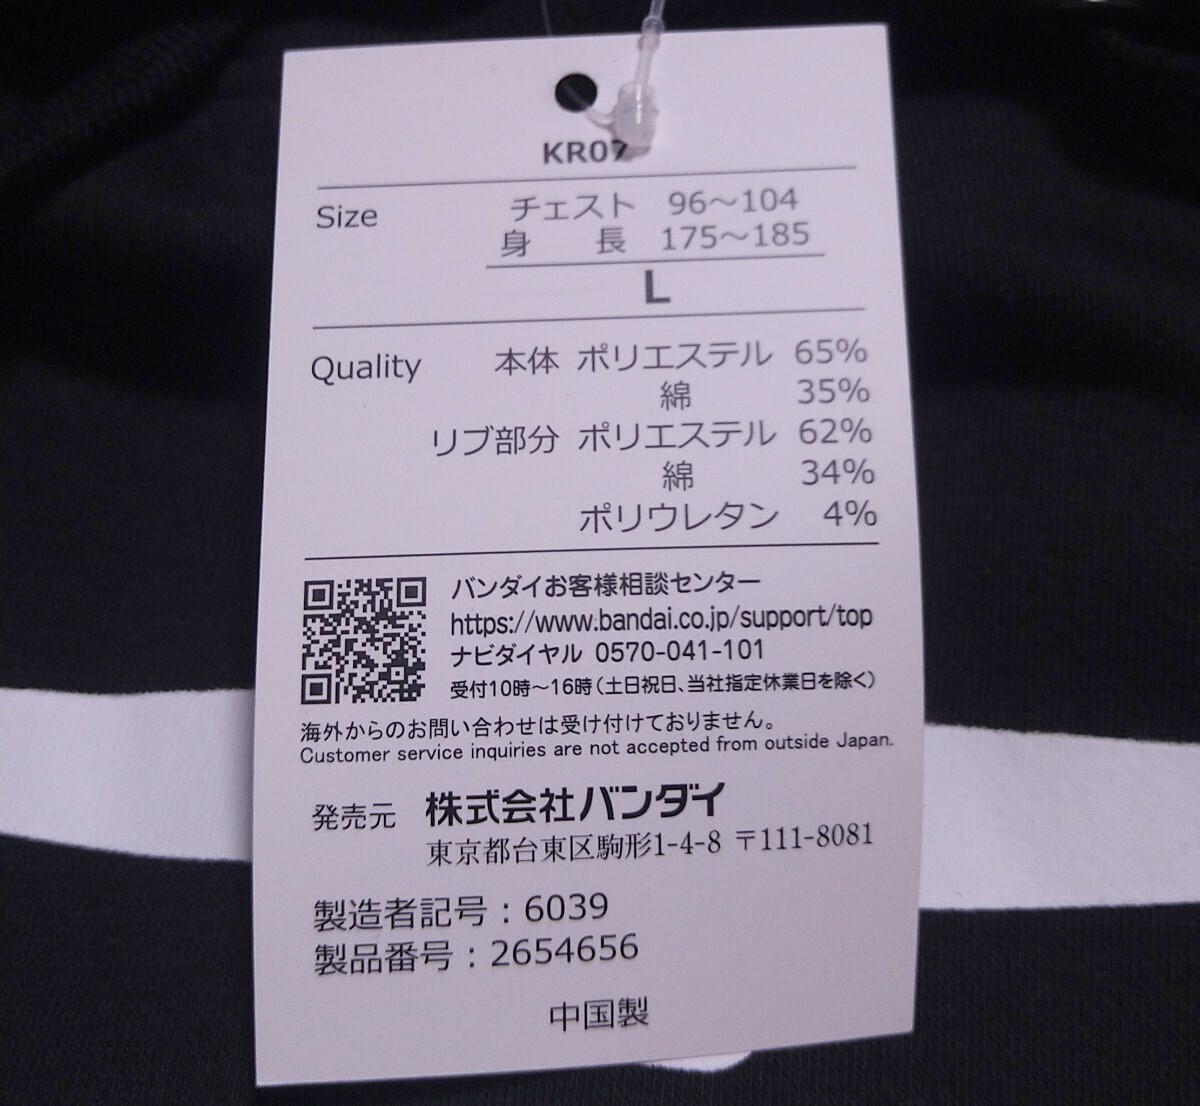 KR07
Size チェスト 96～104
身 長 175～185
L
Quality 本体 ポリエステル 65%
綿 35%
リブ部分 ポリエステル 62%
綿 34%
ポリウレタン 4%
バンダイお客様相談センター
https://www.bandai.co.jp/support/top
ナビダイヤル 0570-041-101
受付10時～16時(土日祝日、当社指定休業日を除く)
海外からのお問い合わせは受け付けておりません。
Customer service inquiries are not accepted from outside Japan.
発売元 株式会社バンダイ
東京都台東区駒形1-4-8 〒111-8081
製造者記号：6039
製品番号：2654656
中国製